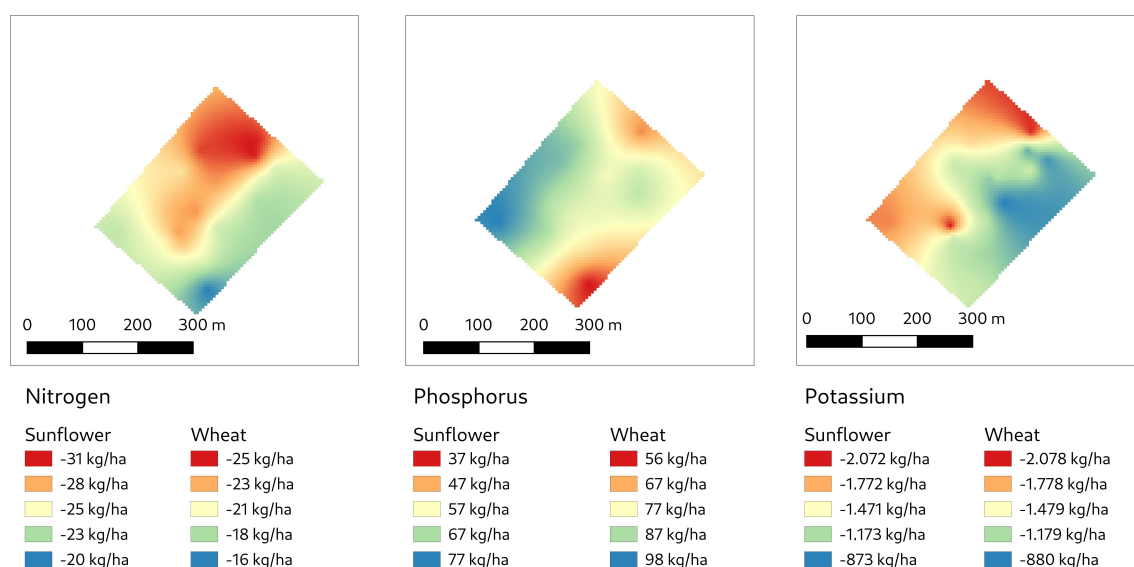 0 100 200 300 m
0 100 200 300 m
0 100 200 300 m
Nitrogen
Sunflower Wheat
-31 kg/ha -25 kg/ha
-28 kg/ha -23 kg/ha
-25 kg/ha -21 kg/ha
-23 kg/ha -18 kg/ha
-20 kg/ha -16 kg/ha
Phosphorus
Sunflower Wheat
37 kg/ha 56 kg/ha
47 kg/ha 67 kg/ha
57 kg/ha 77 kg/ha
67 kg/ha 87 kg/ha
77 kg/ha 98 kg/ha
Potassium
Sunflower Wheat
-2.072 kg/ha -2.078 kg/ha
-1.772 kg/ha -1.778 kg/ha
-1.471 kg/ha -1.479 kg/ha
-1.173 kg/ha -1.179 kg/ha
-873 kg/ha -880 kg/ha